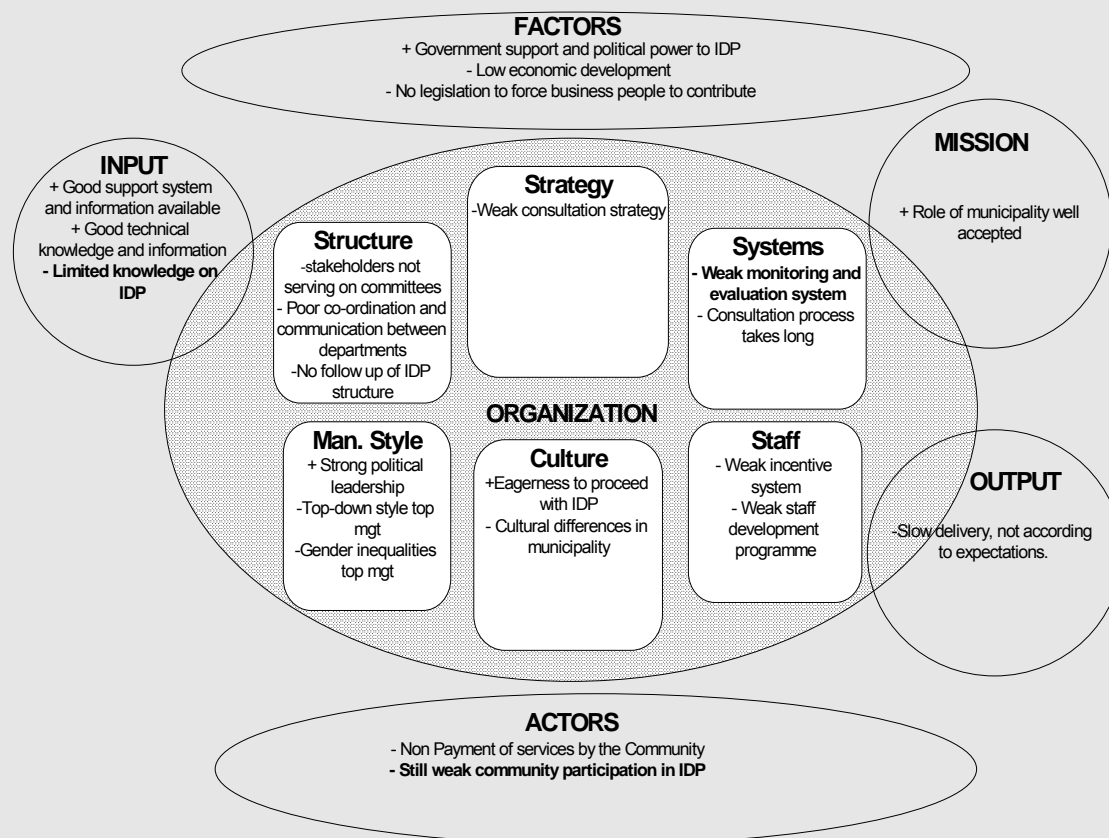 FACTORS
+ Government support and political power to IDP
- Low economic development
- No legislation to force business people to contribute
INPUT
+ Good support system
and information available
+ Good technical
knowledge and information
- Limited knowledge on
IDP
MISSION
+ Role of municipality well
accepted
Strategy
-Weak consultation strategy
Structure
-stakeholders not
serving on committees
- Poor co-ordination and
communication between
departments
-No follow up of IDP
structure
Systems
- Weak monitoring and
evaluation system
- Consultation process
takes long
ORGANIZATION
Man. Style
+ Strong political
leadership
-Top-down style top
mgt
-Gender inequalities
top mgt
Culture
+Eagerness to proceed
with IDP
- Cultural differences in
municipality
Staff
- Weak incentive
system
- Weak staff
development
programme
OUTPUT
-Slow delivery, not according
to expectations.
ACTORS
- Non Payment of services by the Community
- Still weak community participation in IDP